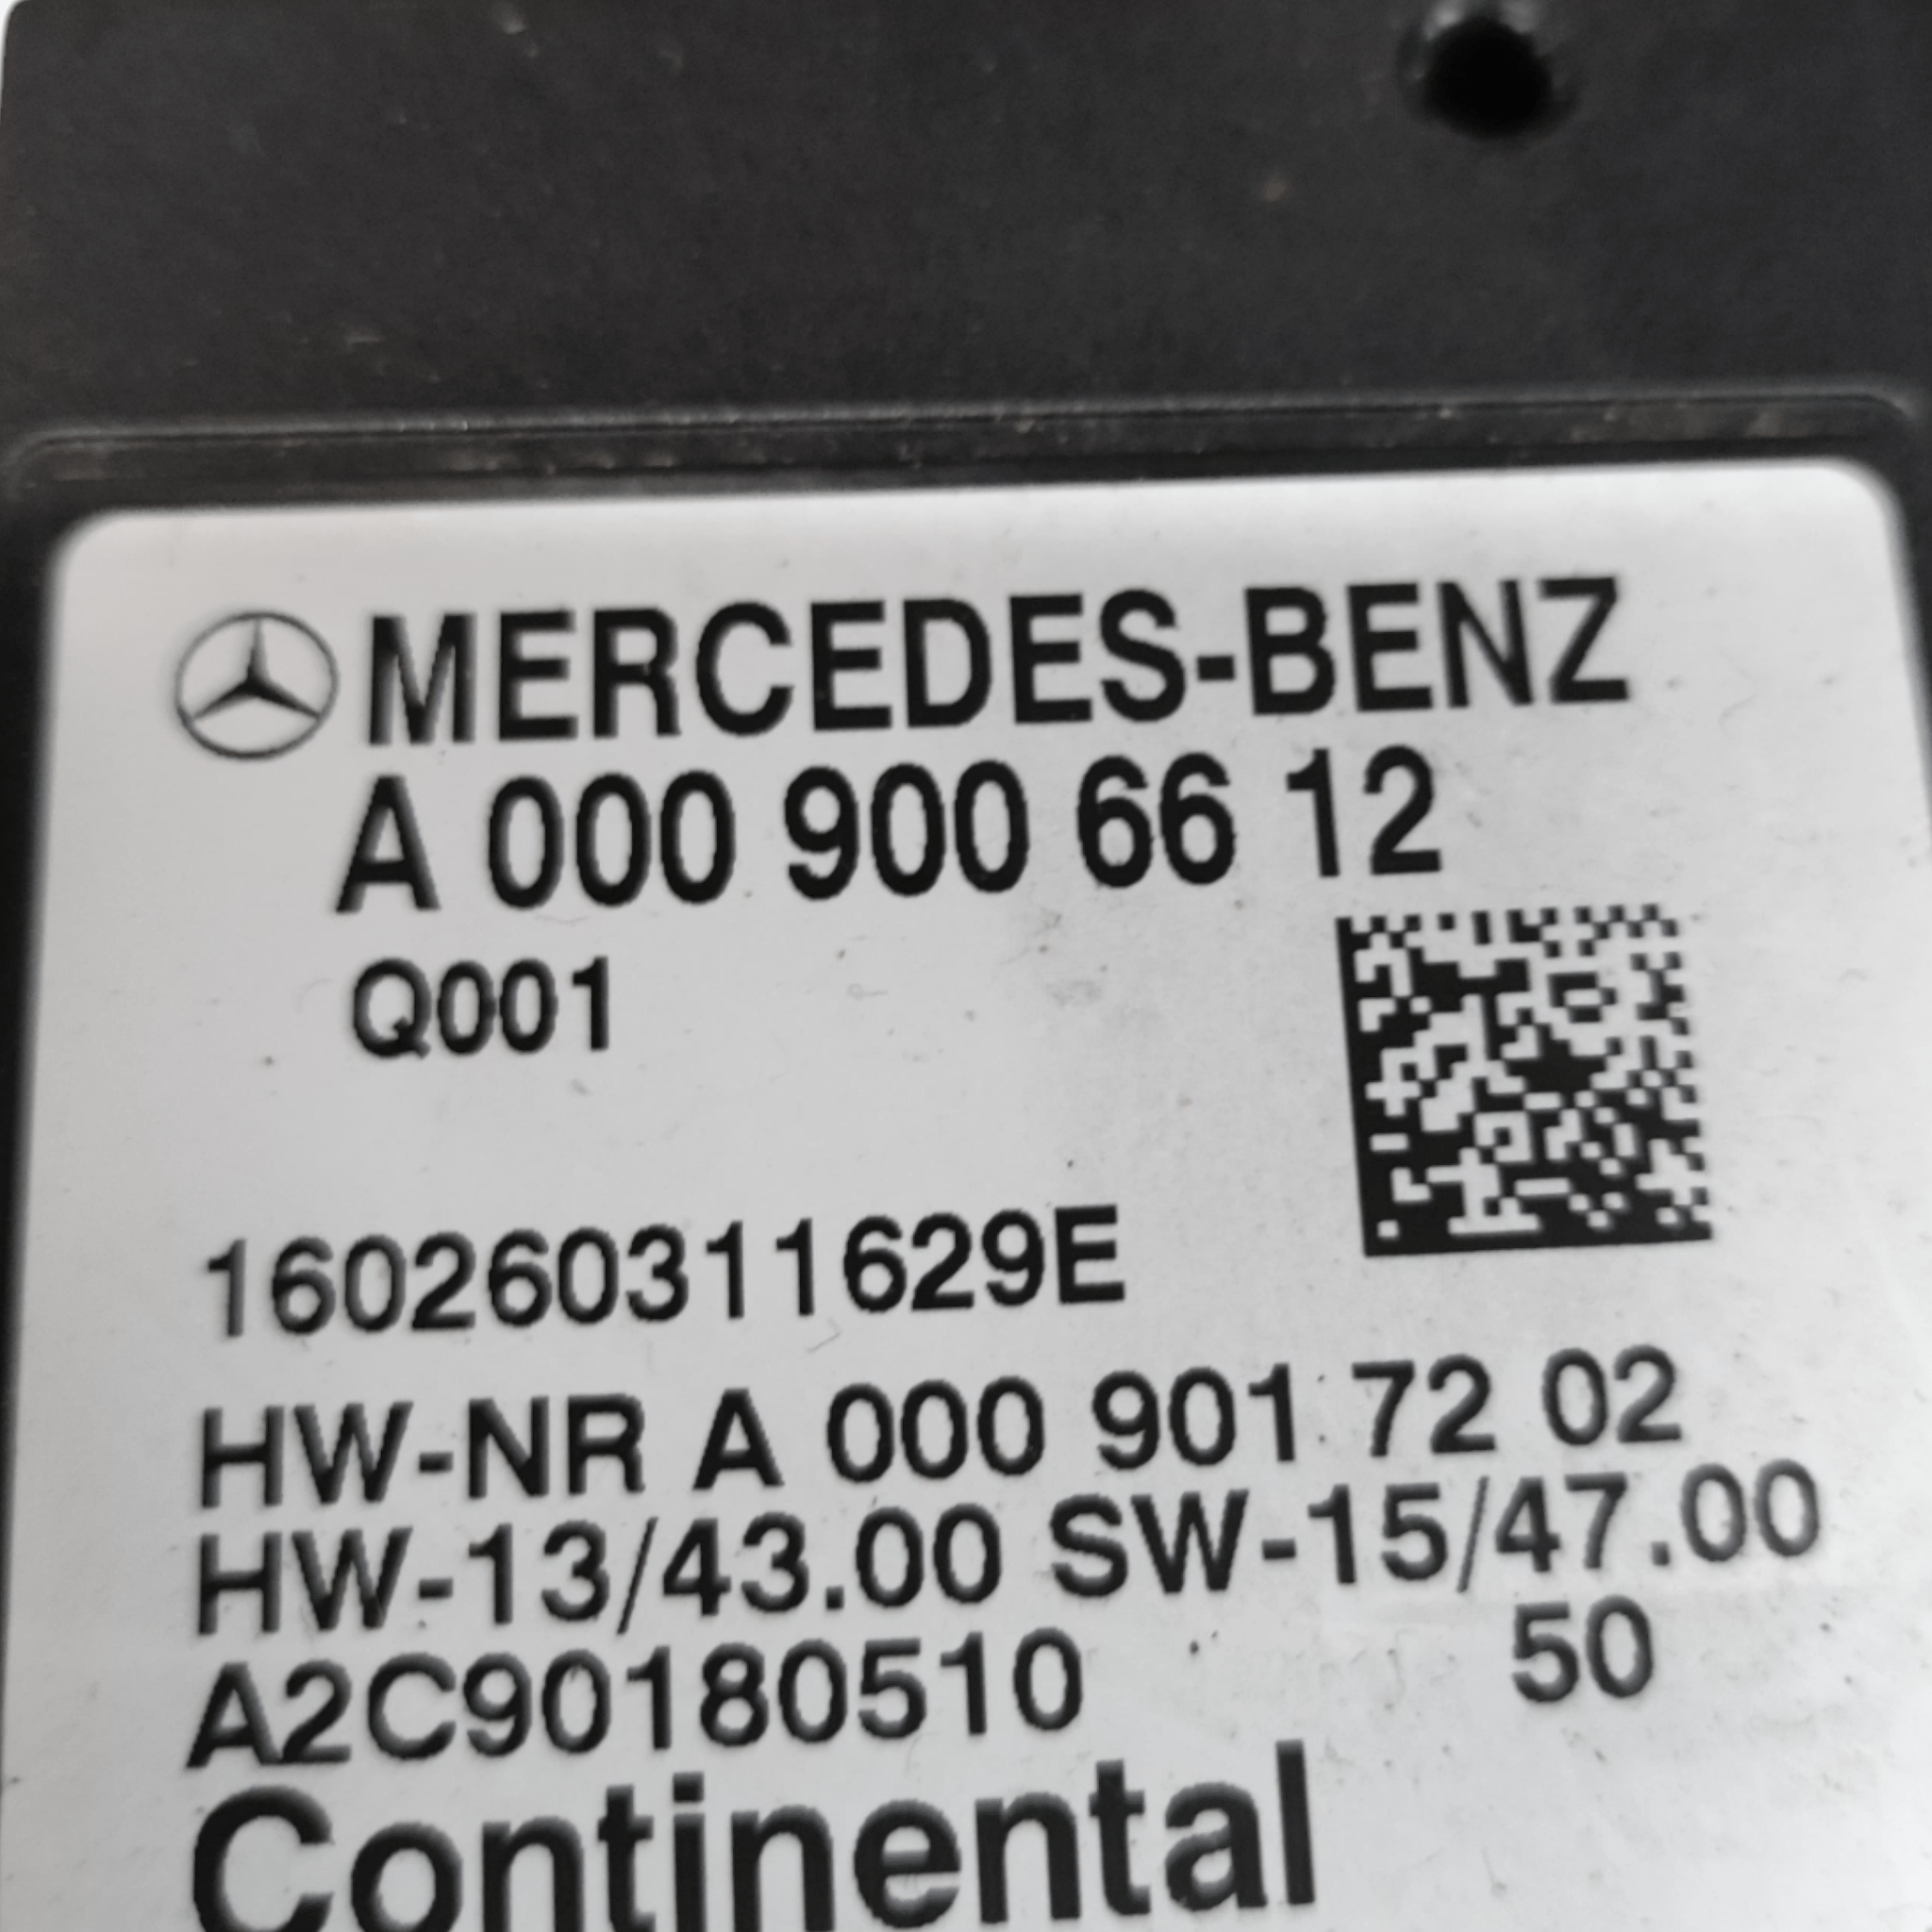 MERCEDES-BENZ
A 000 900 66 12
Q001
160260311629E
HW-NR A 000 901 72 02
HW-13/43.00 SW-15/47.00
A2C90180510 50
Continental